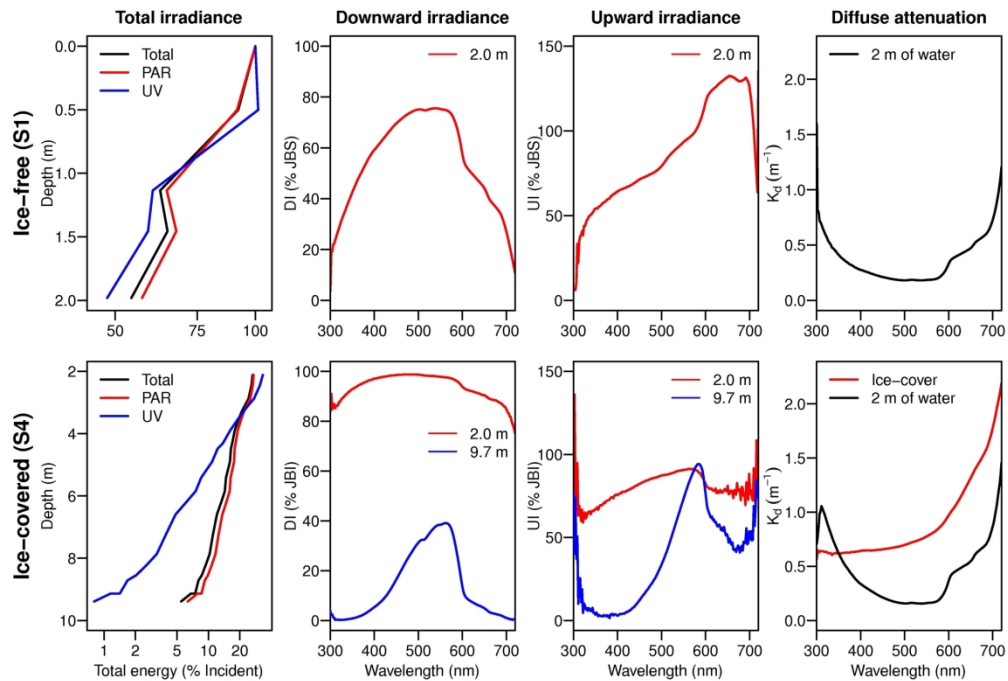 Total irradiance
Downward irradiance
Upward irradiance
Diffuse attenuation
Ice−free (S1)
Depth (m)
0.0
0.5
1.0
1.5
2.0
Total
PAR
UV
50
75
100
DI (% JBS)
100
80
60
40
20
0
2.0 m
300
400
500
600
700
UI (% JBS)
150
100
50
0
2.0 m
300
400
500
600
700
Kd (m−1)
2.0
1.5
1.0
0.5
0.0
2 m of water
300
400
500
600
700
Ice−covered (S4)
Depth (m)
2
4
6
8
10
Total
PAR
UV
1
2
5
10
20
Total energy (% Incident)
DI (% JBI)
100
80
60
40
20
0
2.0 m
9.7 m
300
400
500
600
700
Wavelength (nm)
UI (% JBI)
150
100
50
0
2.0 m
9.7 m
300
400
500
600
700
Wavelength (nm)
Kd (m−1)
2.0
1.5
1.0
0.5
0.0
Ice−cover
2 m of water
300
400
500
600
700
Wavelength (nm)